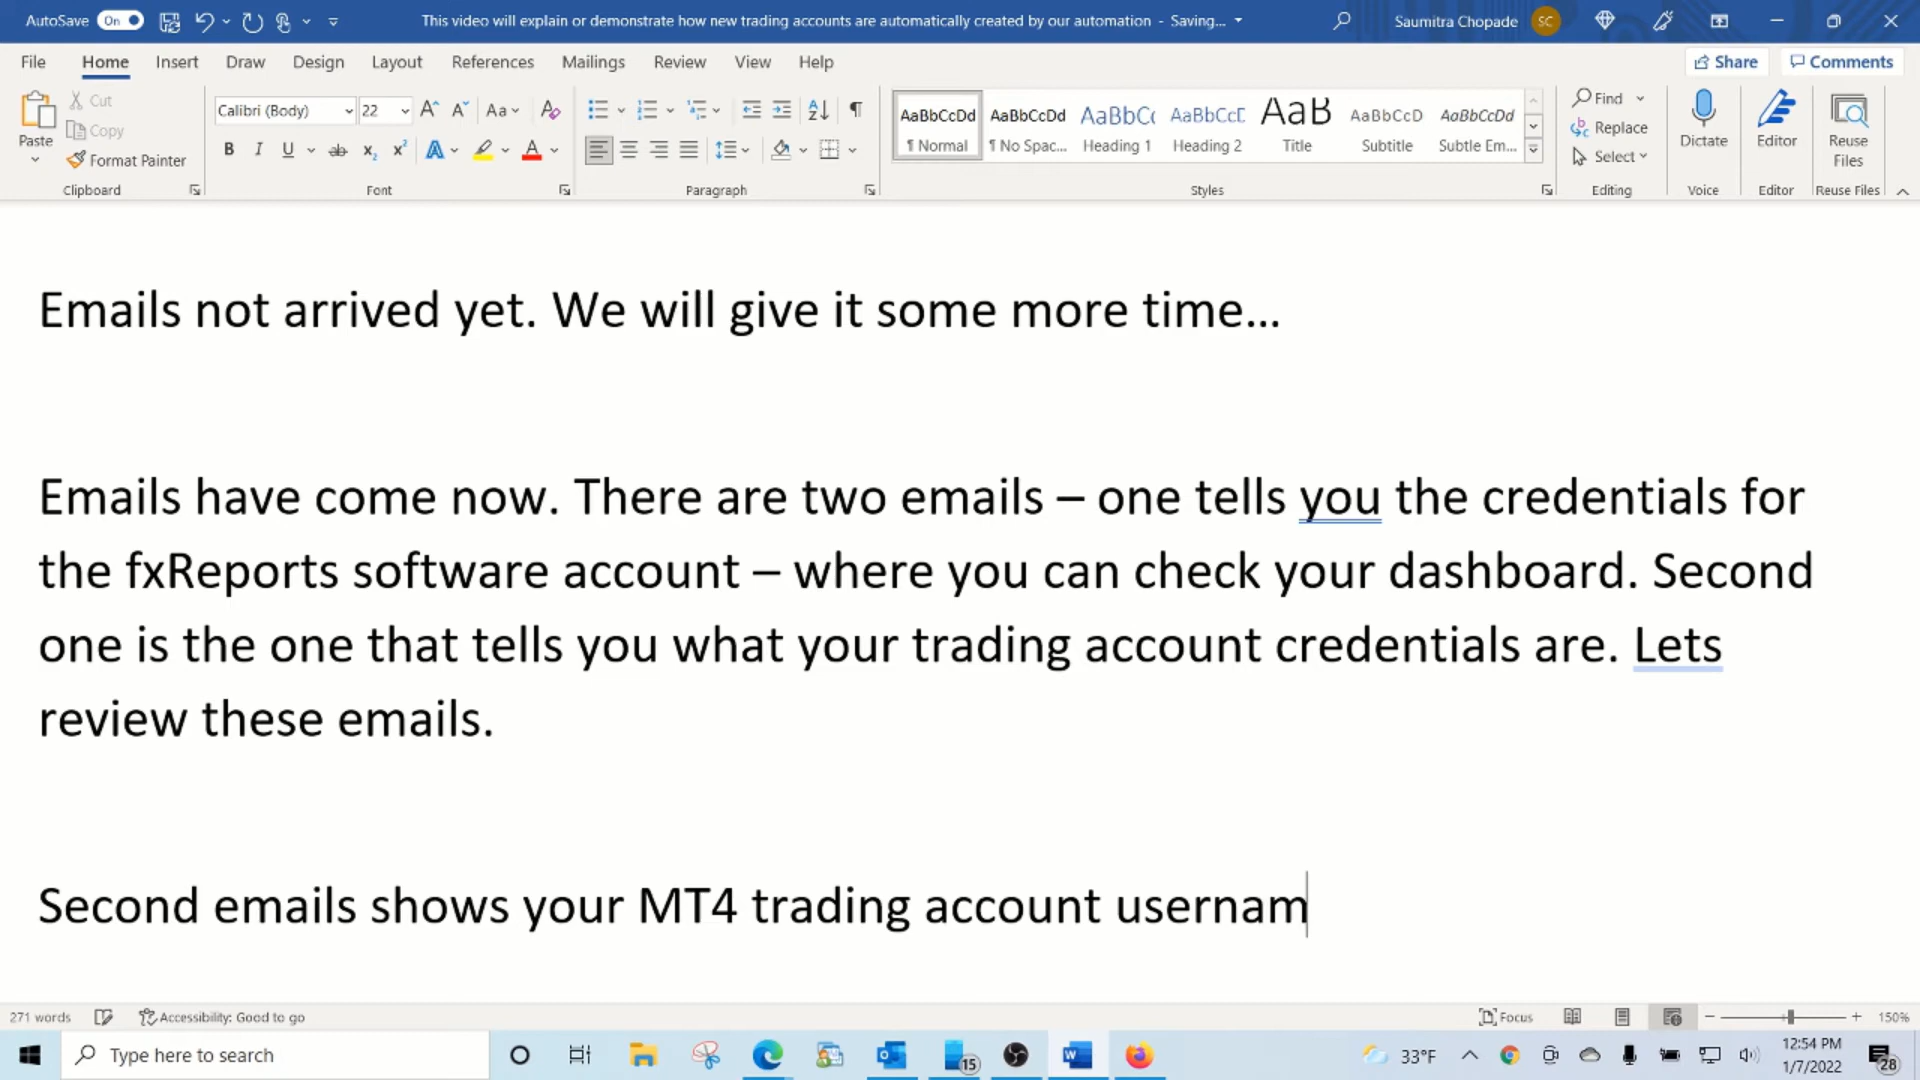 AutoSave On This video will explain or demonstrate how new trading accounts are automatically created by our automation - Saving... Saumitra Chopade SC
File Home Insert Draw Design Layout References Mailings Review View Help Share Comments
Paste Cut Copy Format Painter Clipboard
Calibri (Body) 22 Aa
B I U ab x₂ x² A A Font
Paragraph
AaBbCcDd AaBbCcDd AaBbCc AaBbCcD AaB AaBbCcD AaBbCcDd
¶ Normal ¶ No Spac... Heading 1 Heading 2 Title Subtitle Subtle Em...
Styles
Find
Replace
Select
Editing
Dictate
Voice
Editor
Editor
Reuse
Files
Reuse Files
Emails not arrived yet. We will give it some more time...
Emails have come now. There are two emails – one tells you the credentials for
the fxReports software account – where you can check your dashboard. Second
one is the one that tells you what your trading account credentials are. Lets
review these emails.
Second emails shows your MT4 trading account usernam
271 words Accessibility: Good to go Focus 150%
Type here to search 15 33°F 12:54 PM
1/7/2022 28